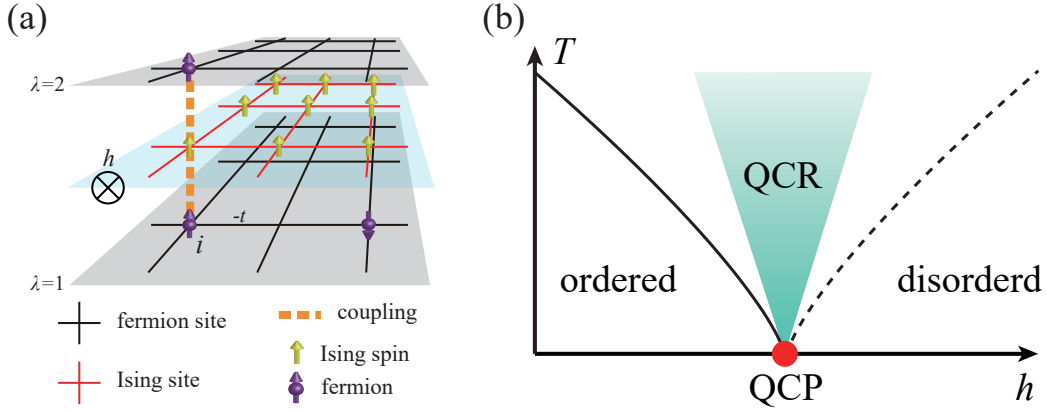 (a)
λ=2
h
-t
i
λ=1
fermion site
coupling
Ising spin
Ising site
fermion
(b)
T
QCR
ordered
disorderd
QCP
h